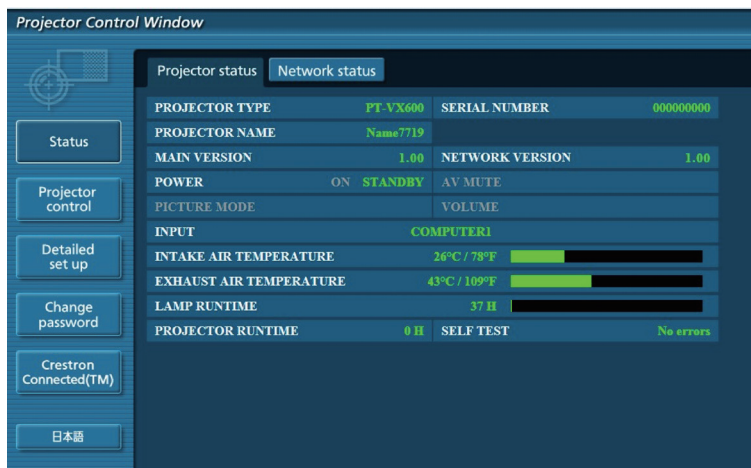 Projector Control Window
Projector status Network status
Status
Projector control
Detailed set up
Change password
Crestron Connected(TM)
日本語
PROJECTOR TYPE PT-VX600 SERIAL NUMBER 000000000
PROJECTOR NAME Name7719
MAIN VERSION 1.00 NETWORK VERSION 1.00
POWER ON STANDBY AV MUTE
PICTURE MODE VOLUME
INPUT COMPUTER1
INTAKE AIR TEMPERATURE 26°C / 78°F
EXHAUST AIR TEMPERATURE 43°C / 109°F
LAMP RUNTIME 37 H
PROJECTOR RUNTIME 0 H SELF TEST No errors